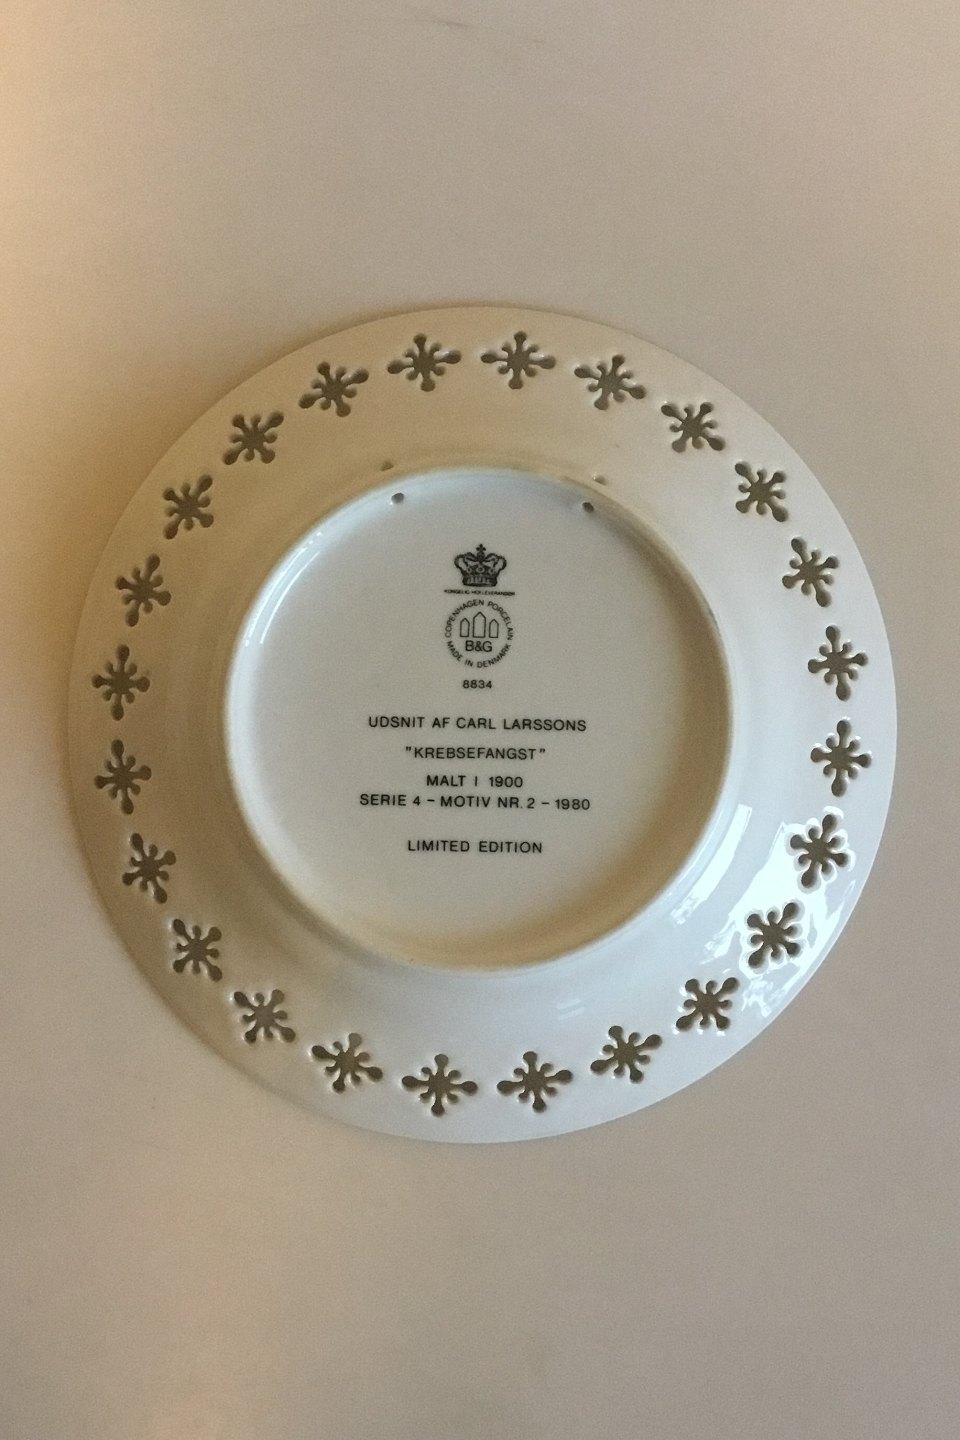 KONGELIG HOFLEVERANDØR
COPENHAGEN PORCELAIN
B&G
MADE IN DENMARK
8834
UDSNIT AF CARL LARSSONS
"KREBSEFANGST"
MALT I 1900
SERIE 4 - MOTIV NR. 2 - 1980
LIMITED EDITION